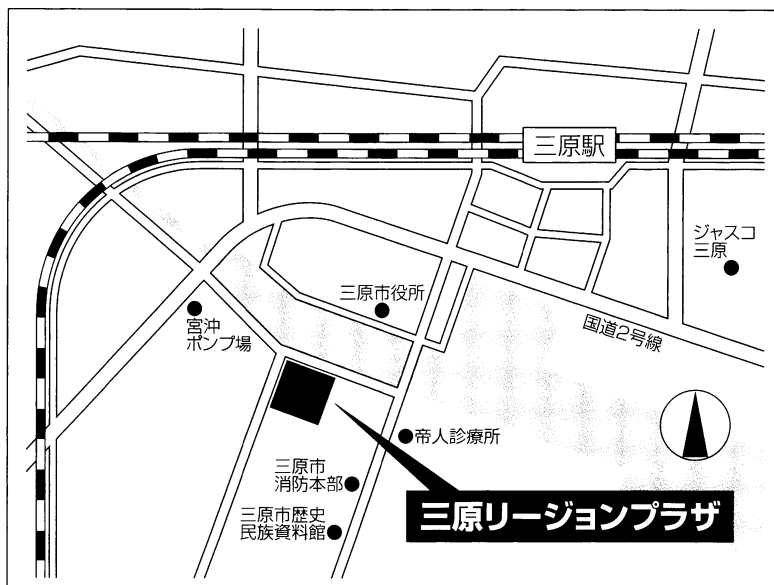 三原駅
ジャスコ
三原
三原市役所
宮沖
ポンプ場
国道2号線
帝人診療所
三原市
消防本部
三原市歴史
民族資料館
三原リージョンプラザ